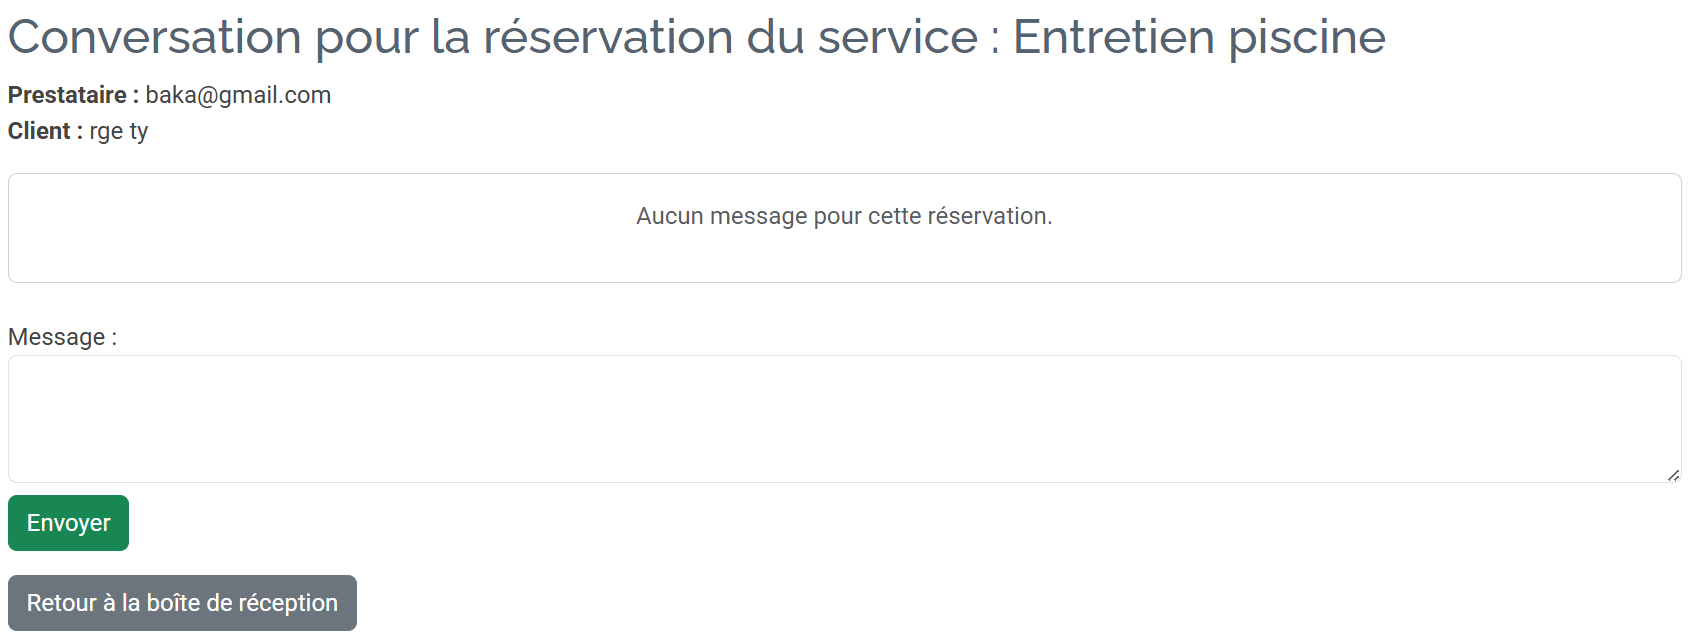 Conversation pour la réservation du service : Entretien piscine
Prestataire : baka@gmail.com
Client : rge ty
Aucun message pour cette réservation.
Message :
Envoyer
Retour à la boîte de réception